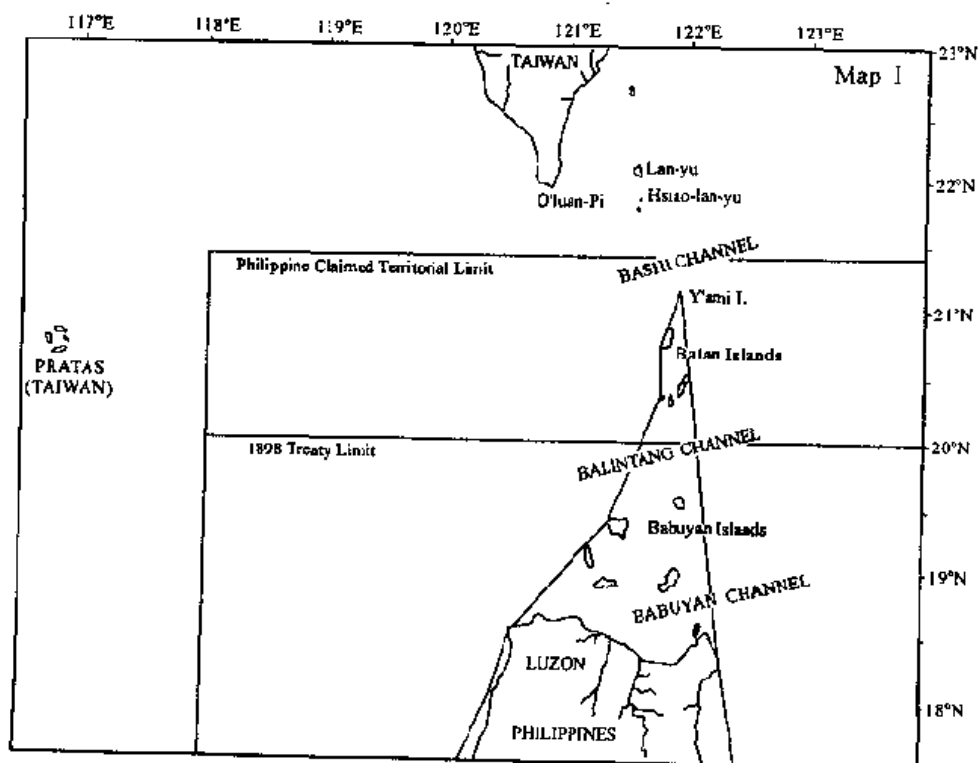 117°E 118°E 119°E 120°E 121°E 122°E 123°E
23°N
TAIWAN
Map I
Lan-yu
22°N
O'luan-Pi
Hsiao-lan-yu
BASHI CHANNEL
Philippine Claimed Territorial Limit
Y'ami I.
21°N
PRATAS
(TAIWAN)
Batan Islands
1898 Treaty Limit
BALINTANG CHANNEL
20°N
Babuyan Islands
19°N
BABUYAN CHANNEL
LUZON
18°N
PHILIPPINES